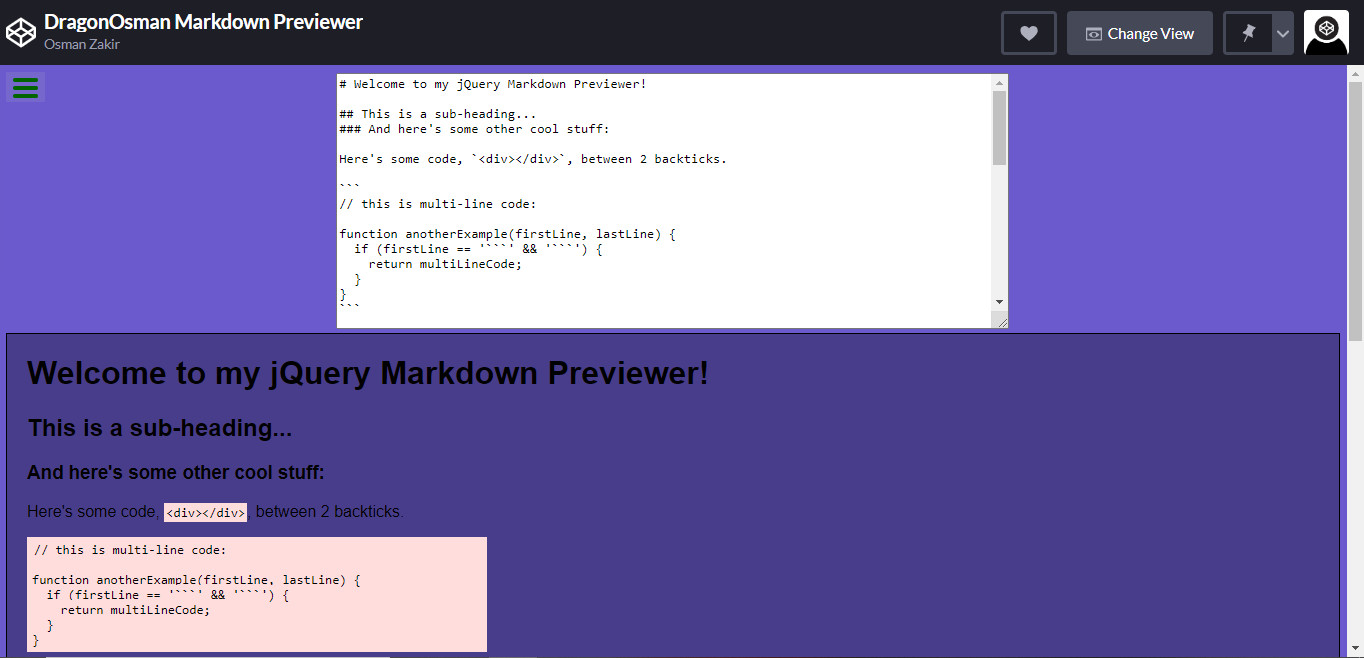 DragonOsman Markdown Previewer
Osman Zakir
Change View
# Welcome to my jQuery Markdown Previewer!
## This is a sub-heading...
### And here's some other cool stuff:
Here's some code, `<div></div>`, between 2 backticks.
```
// this is multi-line code:
function anotherExample(firstLine, lastLine) {
  if (firstLine == '```' && '```') {
    return multiLineCode;
  }
}
```
Welcome to my jQuery Markdown Previewer!
This is a sub-heading...
And here's some other cool stuff:
Here's some code, <div></div>, between 2 backticks.
// this is multi-line code:
function anotherExample(firstLine, lastLine) {
  if (firstLine == '```' && '```') {
    return multiLineCode;
  }
}